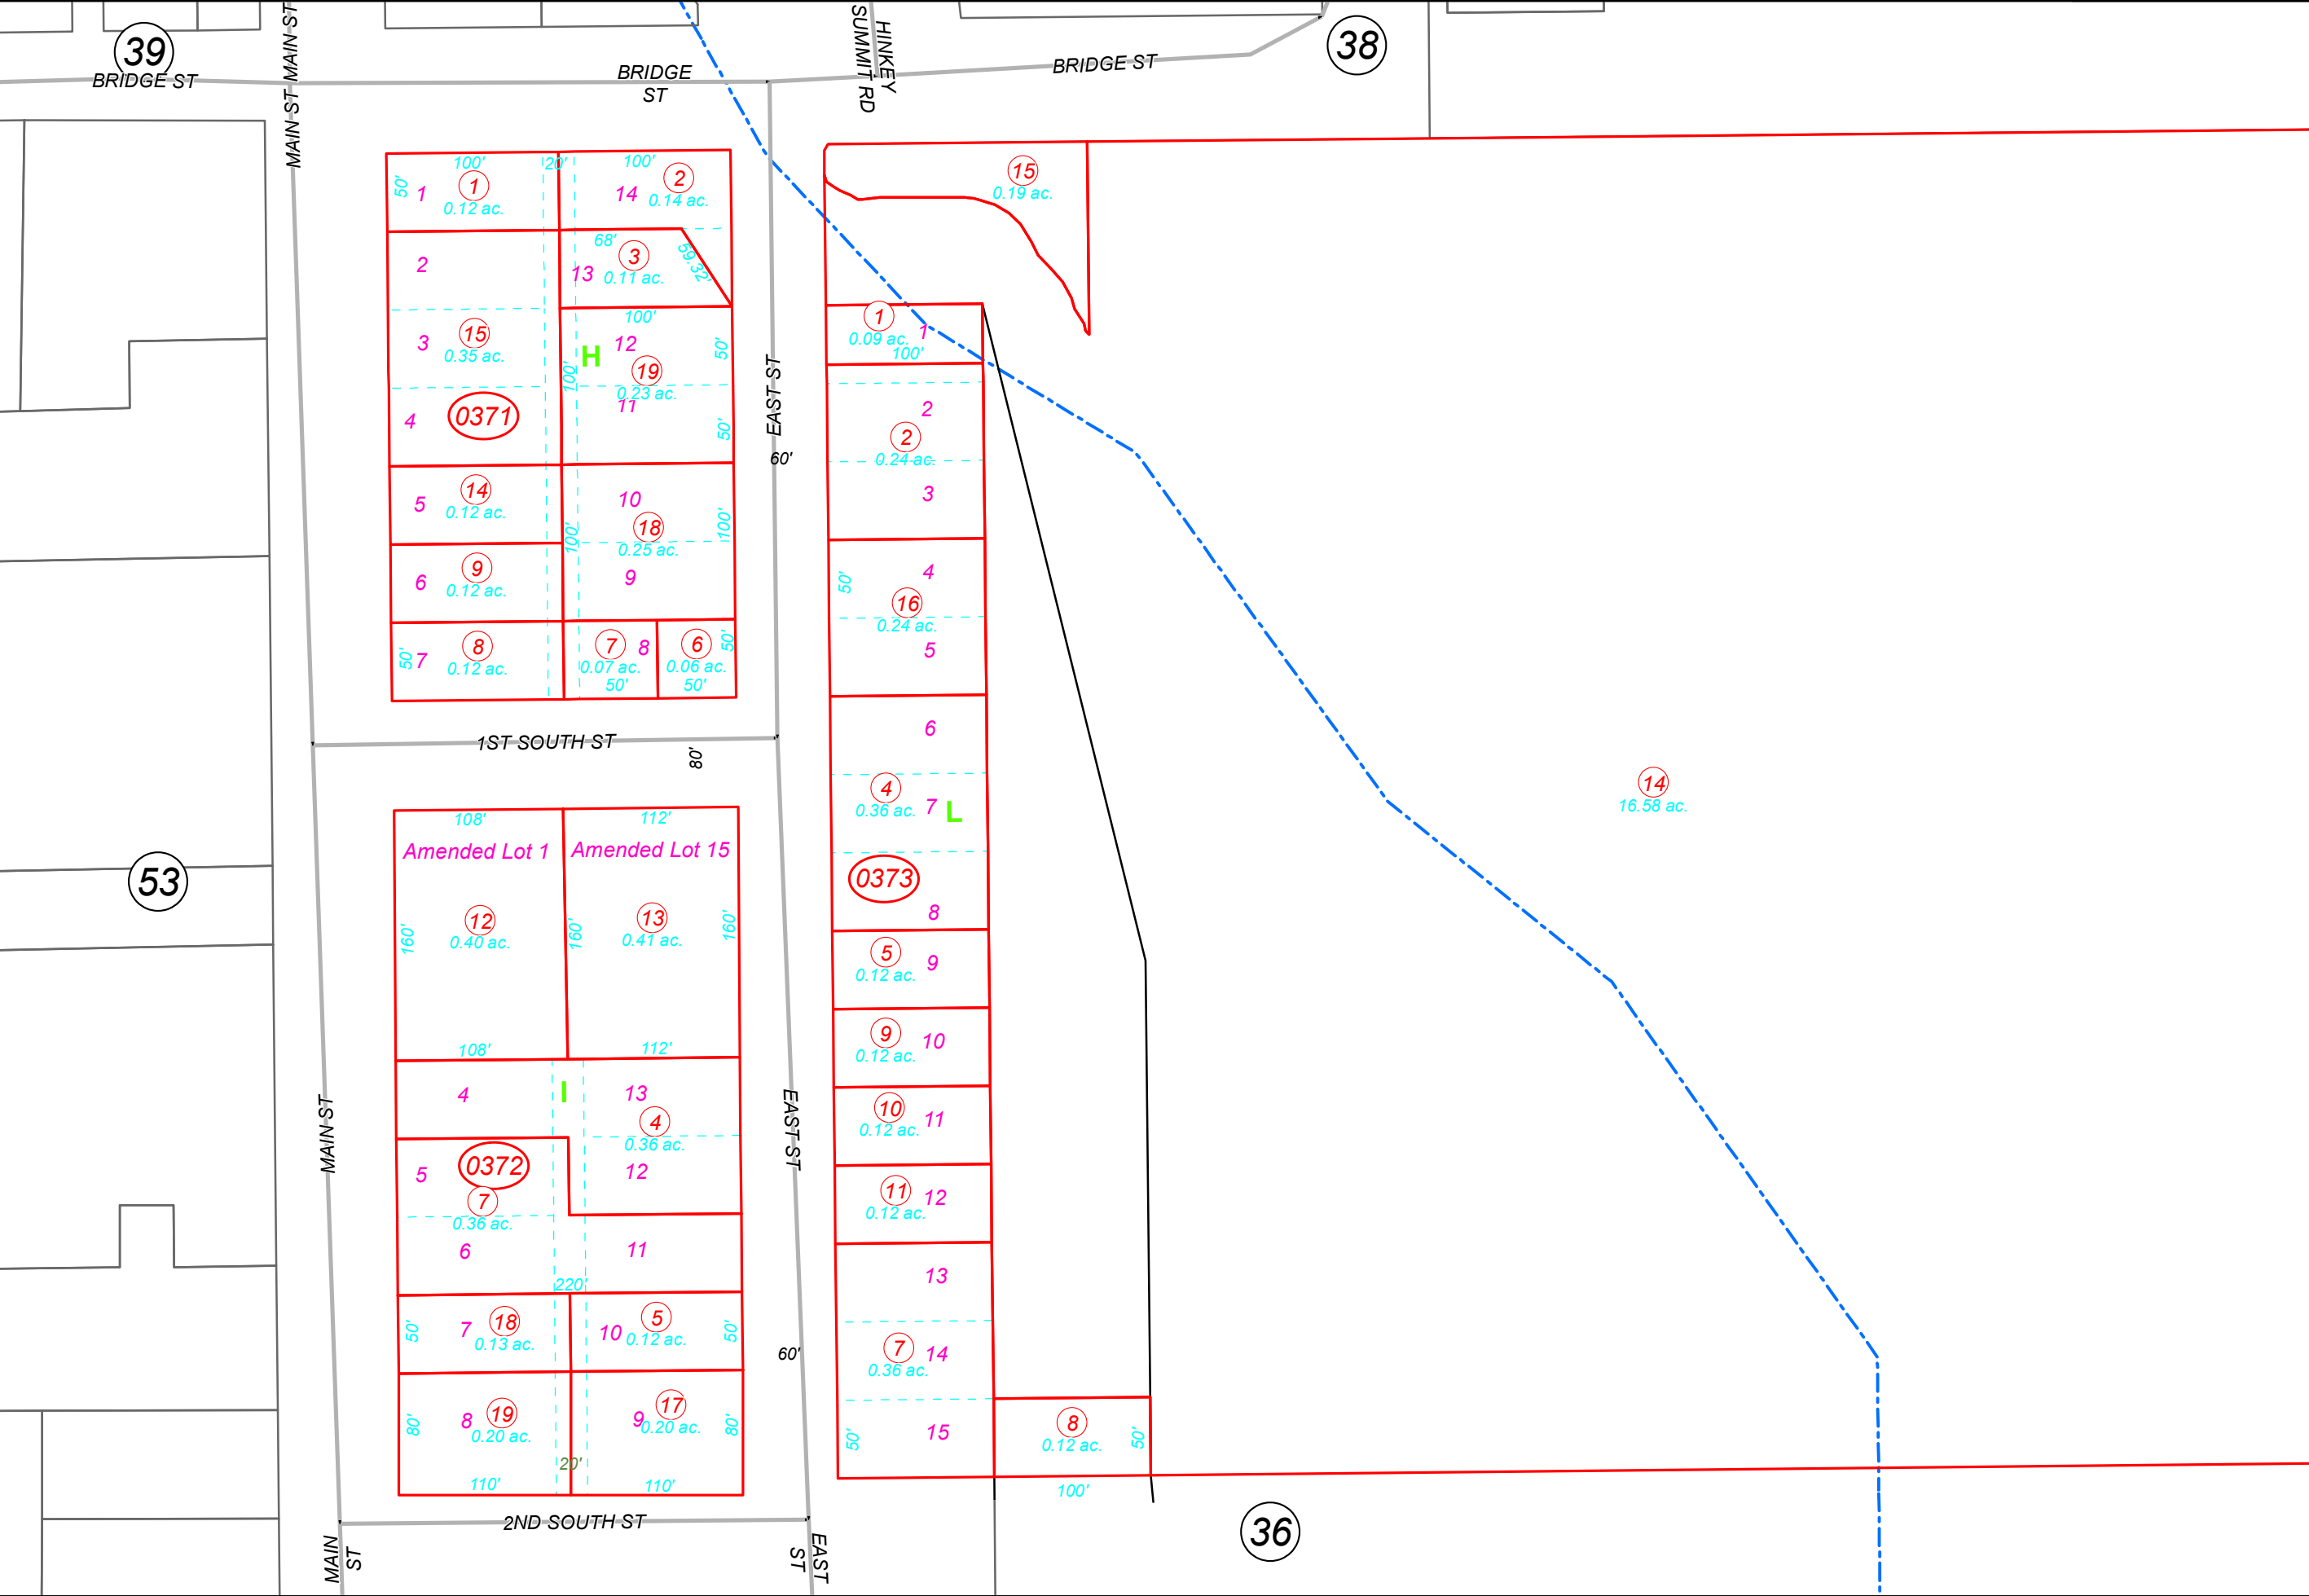 39
BRIDGE ST
MAIN ST
MAIN ST
BRIDGE
ST
HINKEY
SUMMIT RD
BRIDGE ST
38
100'
20'
100'
50'
1
1
0.12 ac.
14
2
0.14 ac.
15
0.19 ac.
2
68'
13
3
0.11 ac.
59.32'
3
15
0.35 ac.
H
100'
12
50'
100'
19
0.23 ac.
11
50'
4
0371
EAST ST
60'
1
0.09 ac.
1
100'
2
2
0.24 ac.
3
5
14
0.12 ac.
10
18
0.25 ac.
100'
100'
6
9
0.12 ac.
9
50'
4
16
0.24 ac.
5
50'
7
8
0.12 ac.
7
0.07 ac.
50'
8
6
0.06 ac.
50'
50'
1ST SOUTH ST
80'
6
4
0.36 ac.
7
L
14
16.58 ac.
53
108'
112'
Amended Lot 1
Amended Lot 15
0373
8
12
0.40 ac.
160'
160'
13
0.41 ac.
160'
108'
112'
5
0.12 ac.
9
9
0.12 ac.
10
4
I
13
4
0.36 ac.
12
MAIN ST
EAST ST
10
0.12 ac.
11
5
0372
7
0.36 ac.
6
11
220'
11
0.12 ac.
12
13
50'
7
18
0.13 ac.
10
5
0.12 ac.
50'
60'
7
0.36 ac.
14
80'
8
19
0.20 ac.
9
17
0.20 ac.
80'
20'
110'
110'
50'
15
8
0.12 ac.
50'
100'
2ND SOUTH ST
36
MAIN
ST
EAST
ST